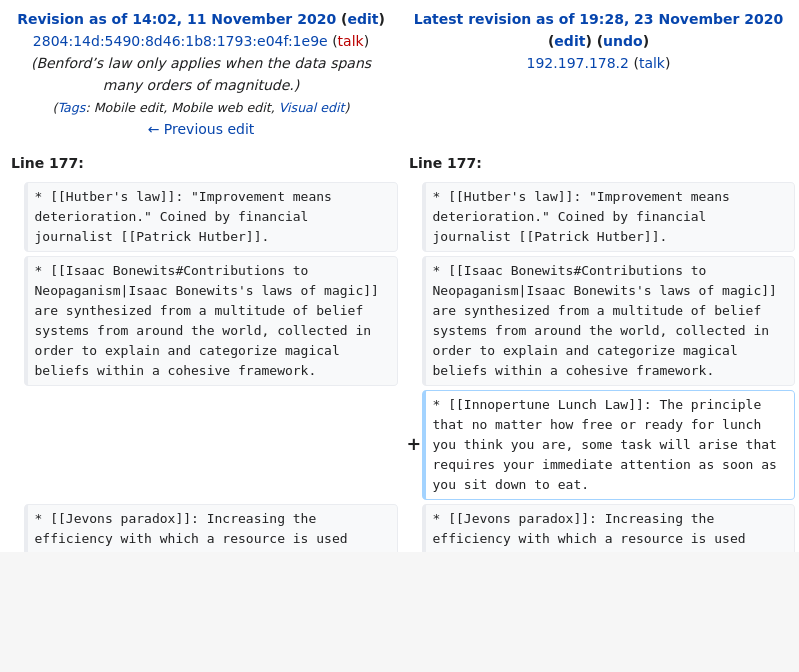 Revision as of 14:02, 11 November 2020 (edit)
2804:14d:5490:8d46:1b8:1793:e04f:1e9e (talk)
(Benford’s law only applies when the data spans
many orders of magnitude.)
(Tags: Mobile edit, Mobile web edit, Visual edit)
← Previous edit
Latest revision as of 19:28, 23 November 2020
(edit) (undo)
192.197.178.2 (talk)
Line 177:
Line 177:
* [[Hutber's law]]: "Improvement means
deterioration." Coined by financial
journalist [[Patrick Hutber]].
* [[Hutber's law]]: "Improvement means
deterioration." Coined by financial
journalist [[Patrick Hutber]].
* [[Isaac Bonewits#Contributions to
Neopaganism|Isaac Bonewits's laws of magic]]
are synthesized from a multitude of belief
systems from around the world, collected in
order to explain and categorize magical
beliefs within a cohesive framework.
* [[Isaac Bonewits#Contributions to
Neopaganism|Isaac Bonewits's laws of magic]]
are synthesized from a multitude of belief
systems from around the world, collected in
order to explain and categorize magical
beliefs within a cohesive framework.
+
* [[Innopertune Lunch Law]]: The principle
that no matter how free or ready for lunch
you think you are, some task will arise that
requires your immediate attention as soon as
you sit down to eat.
* [[Jevons paradox]]: Increasing the
efficiency with which a resource is used
* [[Jevons paradox]]: Increasing the
efficiency with which a resource is used